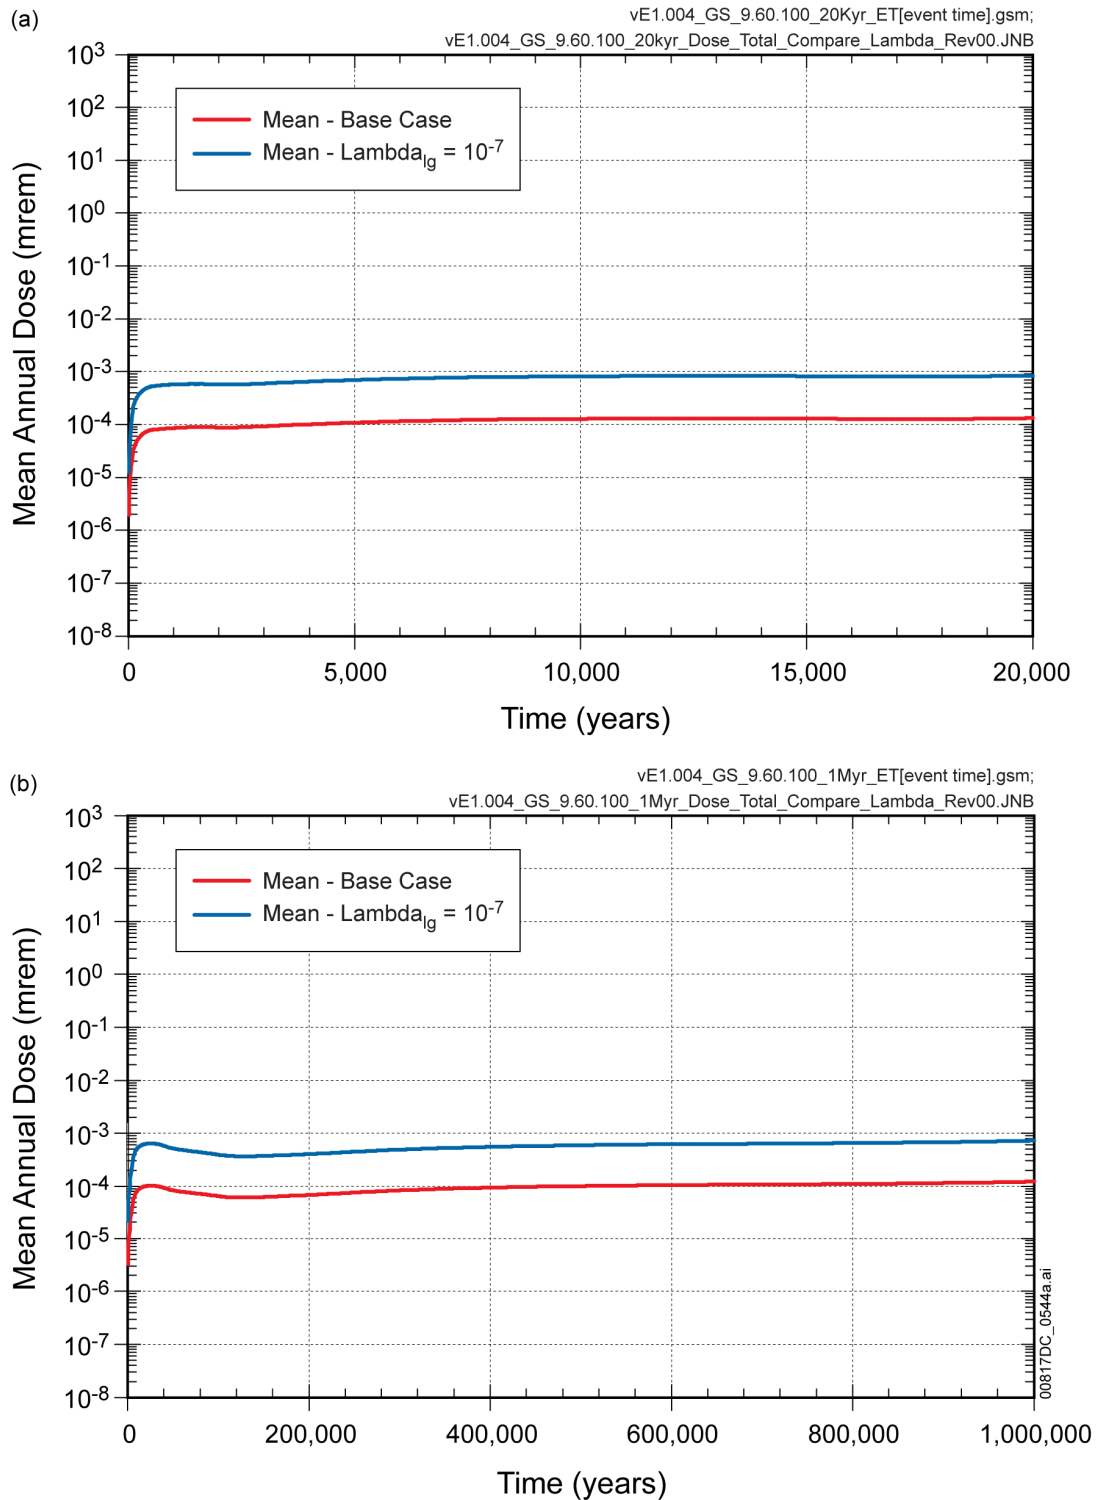 (a)
vE1.004_GS_9.60.100_20Kyr_ET[event time].gsm;
vE1.004_GS_9.60.100_20kyr_Dose_Total_Compare_Lambda_Rev00.JNB
10³
10²
10¹
10⁰
10⁻¹
10⁻²
10⁻³
10⁻⁴
10⁻⁵
10⁻⁶
10⁻⁷
10⁻⁸
Mean Annual Dose (mrem)
Mean - Base Case
Mean - Lambda_Ig = 10⁻⁷
0 5,000 10,000 15,000 20,000
Time (years)
(b)
vE1.004_GS_9.60.100_1Myr_ET[event time].gsm;
vE1.004_GS_9.60.100_1Myr_Dose_Total_Compare_Lambda_Rev00.JNB
10³
10²
10¹
10⁰
10⁻¹
10⁻²
10⁻³
10⁻⁴
10⁻⁵
10⁻⁶
10⁻⁷
10⁻⁸
Mean Annual Dose (mrem)
Mean - Base Case
Mean - Lambda_Ig = 10⁻⁷
00817DC_0544a.ai
0 200,000 400,000 600,000 800,000 1,000,000
Time (years)